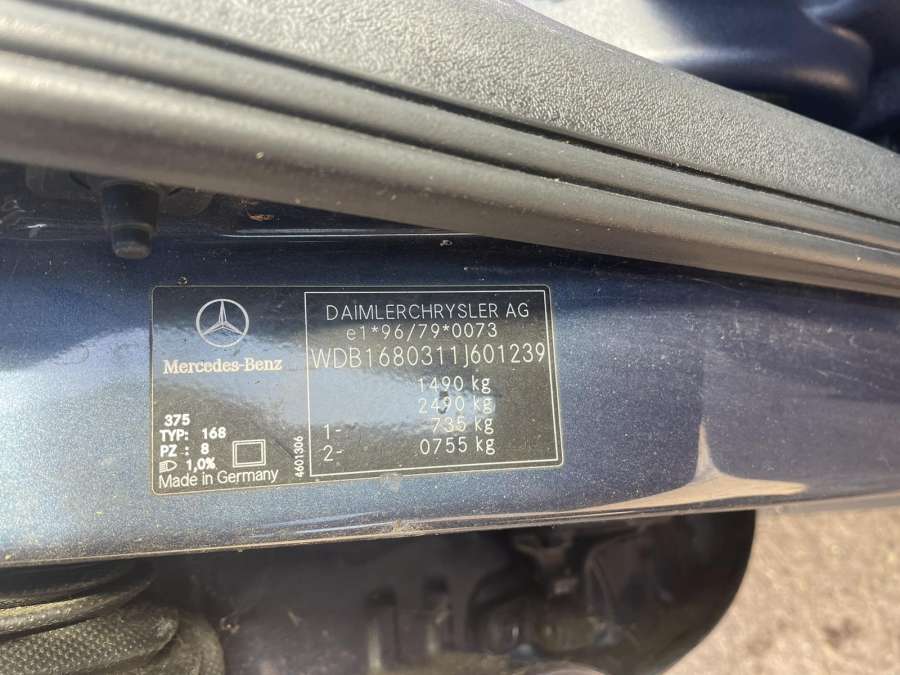 Mercedes-Benz
375
TYP: 168
PZ : 8
1,0%
Made in Germany
4601306
DAIMLERCHRYSLER AG
e1*96/79*0073
WDB1680311J601239
1490 kg
2490 kg
1- 735 kg
2- 0755 kg